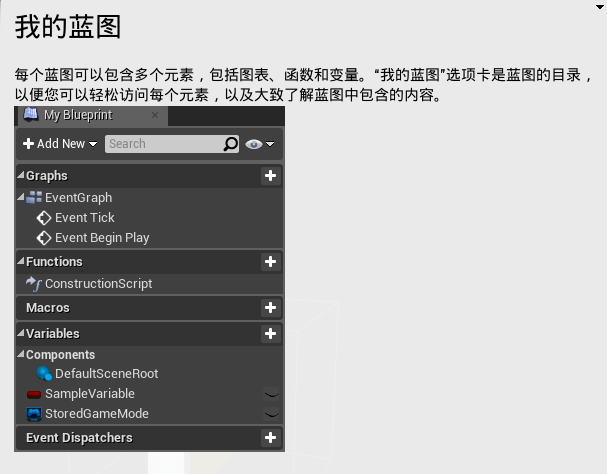 我的蓝图
每个蓝图可以包含多个元素，包括图表、函数和变量。“我的蓝图”选项卡是蓝图的目录，
以便您可以轻松访问每个元素，以及大致了解蓝图中包含的内容。
My Blueprint
Add New Search
Graphs
EventGraph
Event Tick
Event Begin Play
Functions
ConstructionScript
Macros
Variables
Components
DefaultSceneRoot
SampleVariable
StoredGameMode
Event Dispatchers